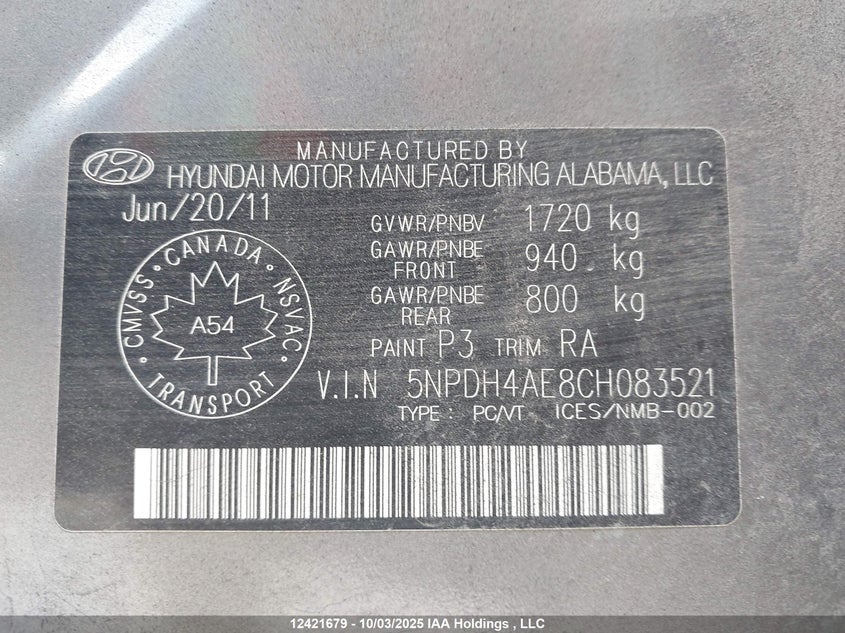 MANUFACTURED BY
HYUNDAI MOTOR MANUFACTURING ALABAMA, LLC
Jun/20/11
GVWR/PNBV 1720 kg
GAWR/PNBE FRONT 940 kg
GAWR/PNBE REAR 800 kg
CANADA
CMVSS · NSVAC
A54
TRANSPORT
PAINT P3 TRIM RA
V.I.N 5NPDH4AE8CH083521
TYPE : PC/VT ICES/NMB-002
12421679 - 10/03/2025 IAA Holdings , LLC